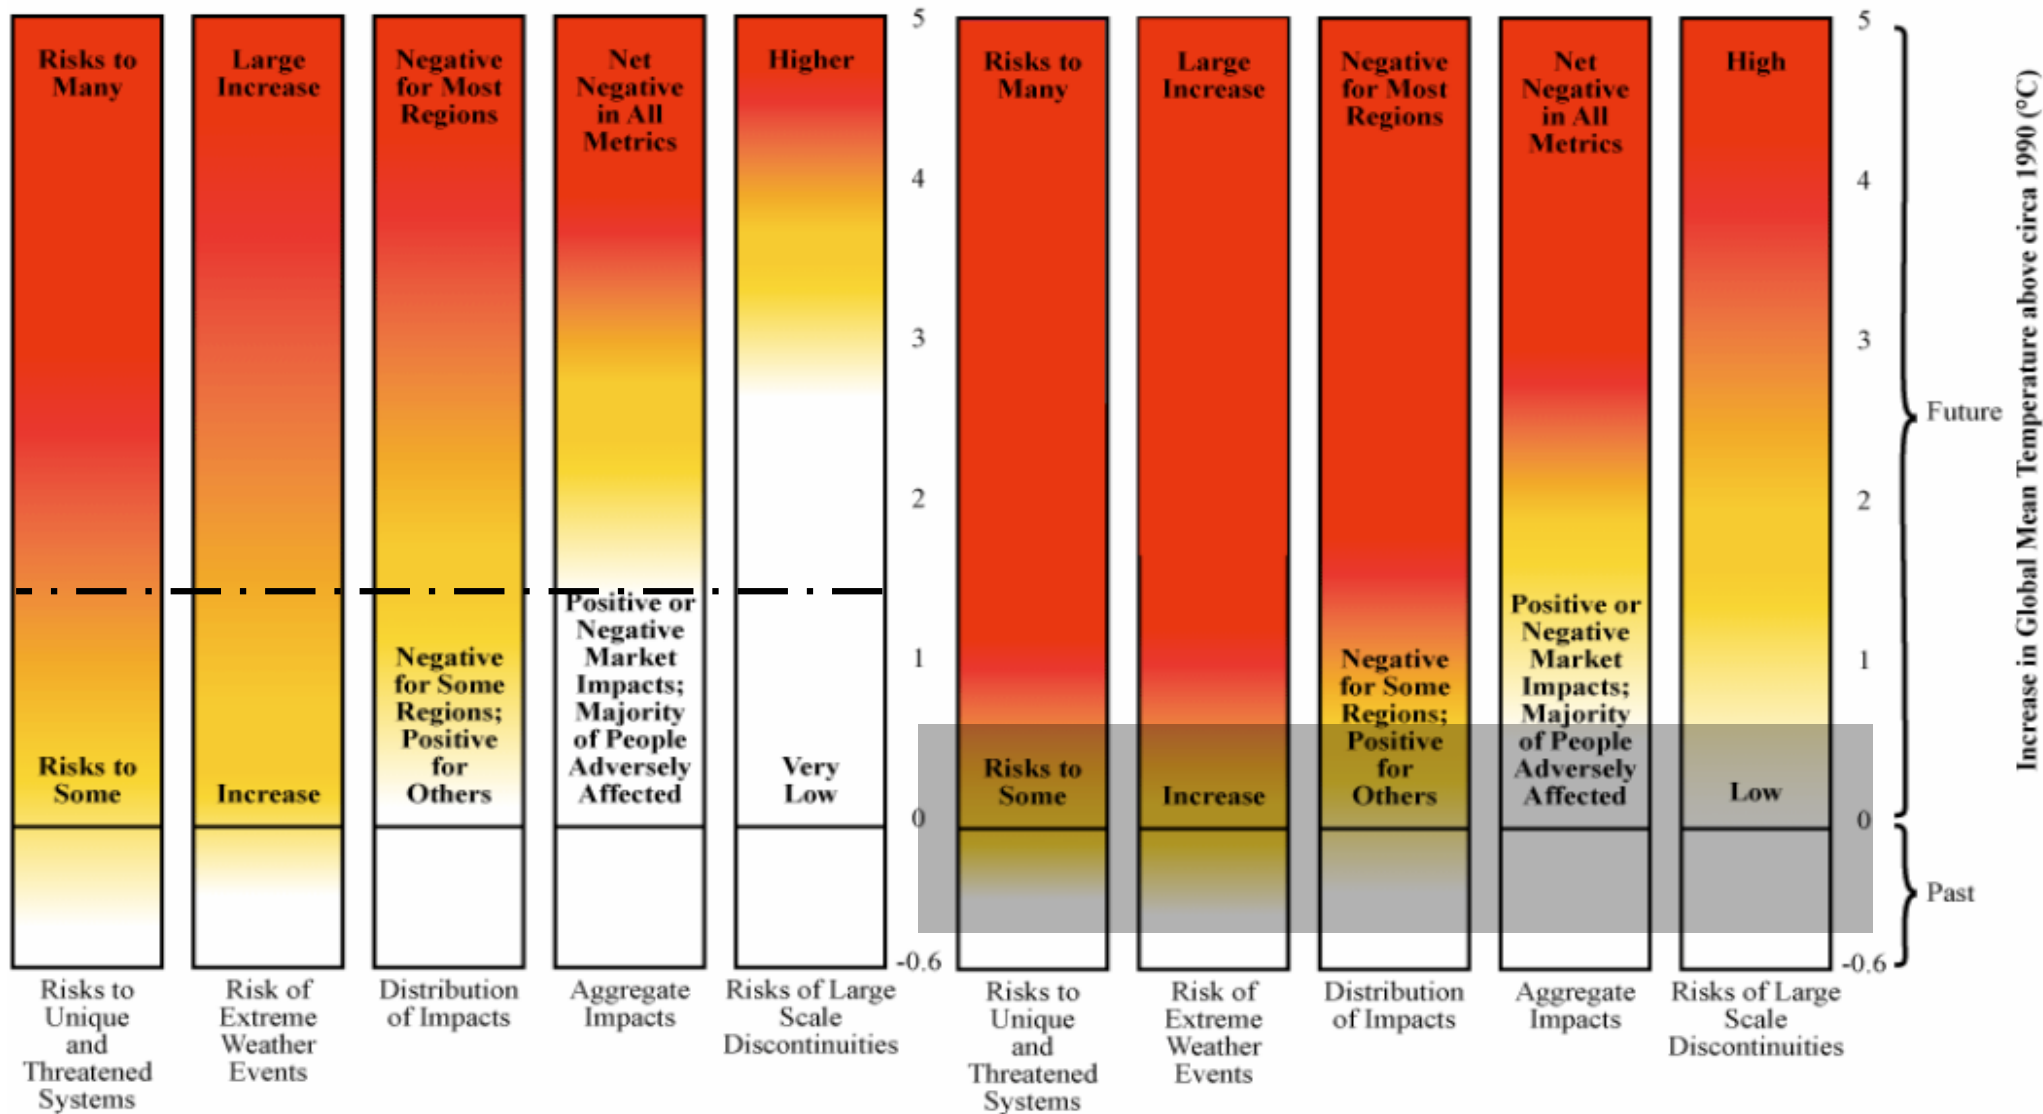 Risks to
Many
Large
Increase
Negative
for Most
Regions
Net
Negative
in All
Metrics
Higher
Risks to
Some
Increase
Negative
for Some
Regions;
Positive
for
Others
Positive or
Negative
Market
Impacts;
Majority
of People
Adversely
Affected
Very
Low
Risks to
Unique
and
Threatened
Systems
Risk of
Extreme
Weather
Events
Distribution
of Impacts
Aggregate
Impacts
Risks of Large
Scale
Discontinuities
5
4
3
2
1
0
-0.6
Risks to
Many
Large
Increase
Negative
for Most
Regions
Net
Negative
in All
Metrics
High
Risks to
Some
Increase
Negative
for Some
Regions;
Positive
for
Others
Positive or
Negative
Market
Impacts;
Majority
of People
Adversely
Affected
Low
Risks to
Unique
and
Threatened
Systems
Risk of
Extreme
Weather
Events
Distribution
of Impacts
Aggregate
Impacts
Risks of Large
Scale
Discontinuities
5
4
3
2
1
0
-0.6
Future
Past
Increase in Global Mean Temperature above circa 1990 (°C)